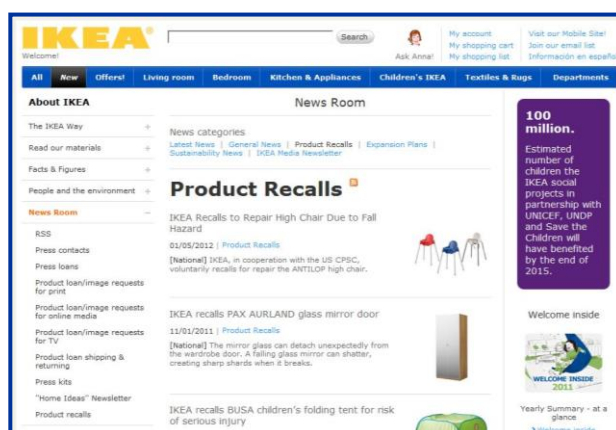 IKEA
Welcome!
Search
Ask Anna!
My account
My shopping cart
My shopping list
Visit our Mobile Site!
Join our email list
Información en español
All New Offers! Living room Bedroom Kitchen & Appliances Children's IKEA Textiles & Rugs Departments
About IKEA
The IKEA Way +
Read our materials +
Facts & Figures +
People and the environment +
News Room –
RSS
Press contacts
Press loans
Product loan/image requests
for print
Product loan/image requests
for online media
Product loan/image requests
for TV
Product loan shipping &
returning
Press kits
"Home Ideas" Newsletter
Product recalls
News Room
News categories
Latest News | General News | Product Recalls | Expansion Plans |
Sustainability News | IKEA Media Newsletter
Product Recalls
IKEA Recalls to Repair High Chair Due to Fall
Hazard
01/05/2012 | Product Recalls
[National] IKEA, in cooperation with the US CPSC,
voluntarily recalls for repair the ANTILOP high chair.
IKEA recalls PAX AURLAND glass mirror door
11/01/2011 | Product Recalls
[National] The mirror glass can detach unexpectedly from
the wardrobe door. A falling glass mirror can shatter,
creating sharp shards when it breaks.
IKEA recalls BUSA children's folding tent for risk
of serious injury
100
million.
Estimated
number of
children the
IKEA social
projects in
partnership with
UNICEF, UNDP
and Save the
Children will
have benefited
by the end of
2015.
Welcome inside
WELCOME INSIDE
2011
Yearly Summary - at a
glance
Welcome inside